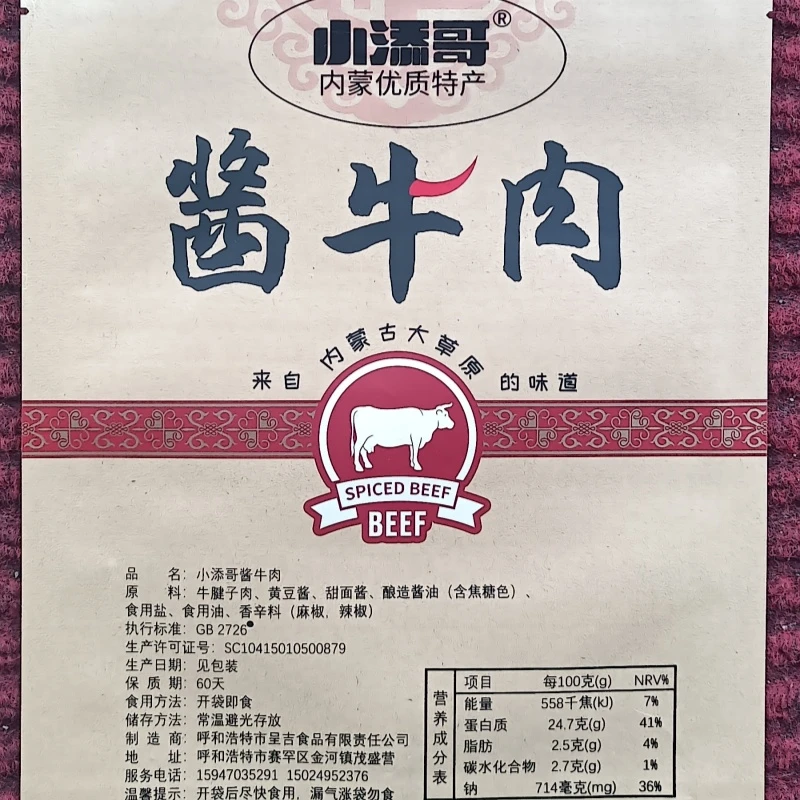 小添哥®
内蒙优质特产
酱牛肉
来自 内蒙古大草原 的味道
SPICED BEEF
BEEF
品 名：小添哥酱牛肉
原 料：牛腱子肉、黄豆酱、甜面酱、酿造酱油（含焦糖色）、
食用盐、食用油、香辛料（麻椒, 辣椒）
执行标准：GB 2726
生产许可证号：SC10415010500879
生产日期：见包装
保 质 期：60天
食用方法：开袋即食
储存方法：常温避光存放
制 造 商：呼和浩特市呈吉食品有限责任公司
地 址：呼和浩特市赛罕区金河镇茂盛营
服务电话：15947035291 15024952376
温馨提示：开袋后尽快食用，漏气涨袋勿食
营养成分表
项目 每100克(g) NRV%
能量 558千焦(kJ) 7%
蛋白质 24.7克(g) 41%
脂肪 2.5克(g) 4%
碳水化合物 2.7克(g) 1%
钠 714毫克(mg) 36%